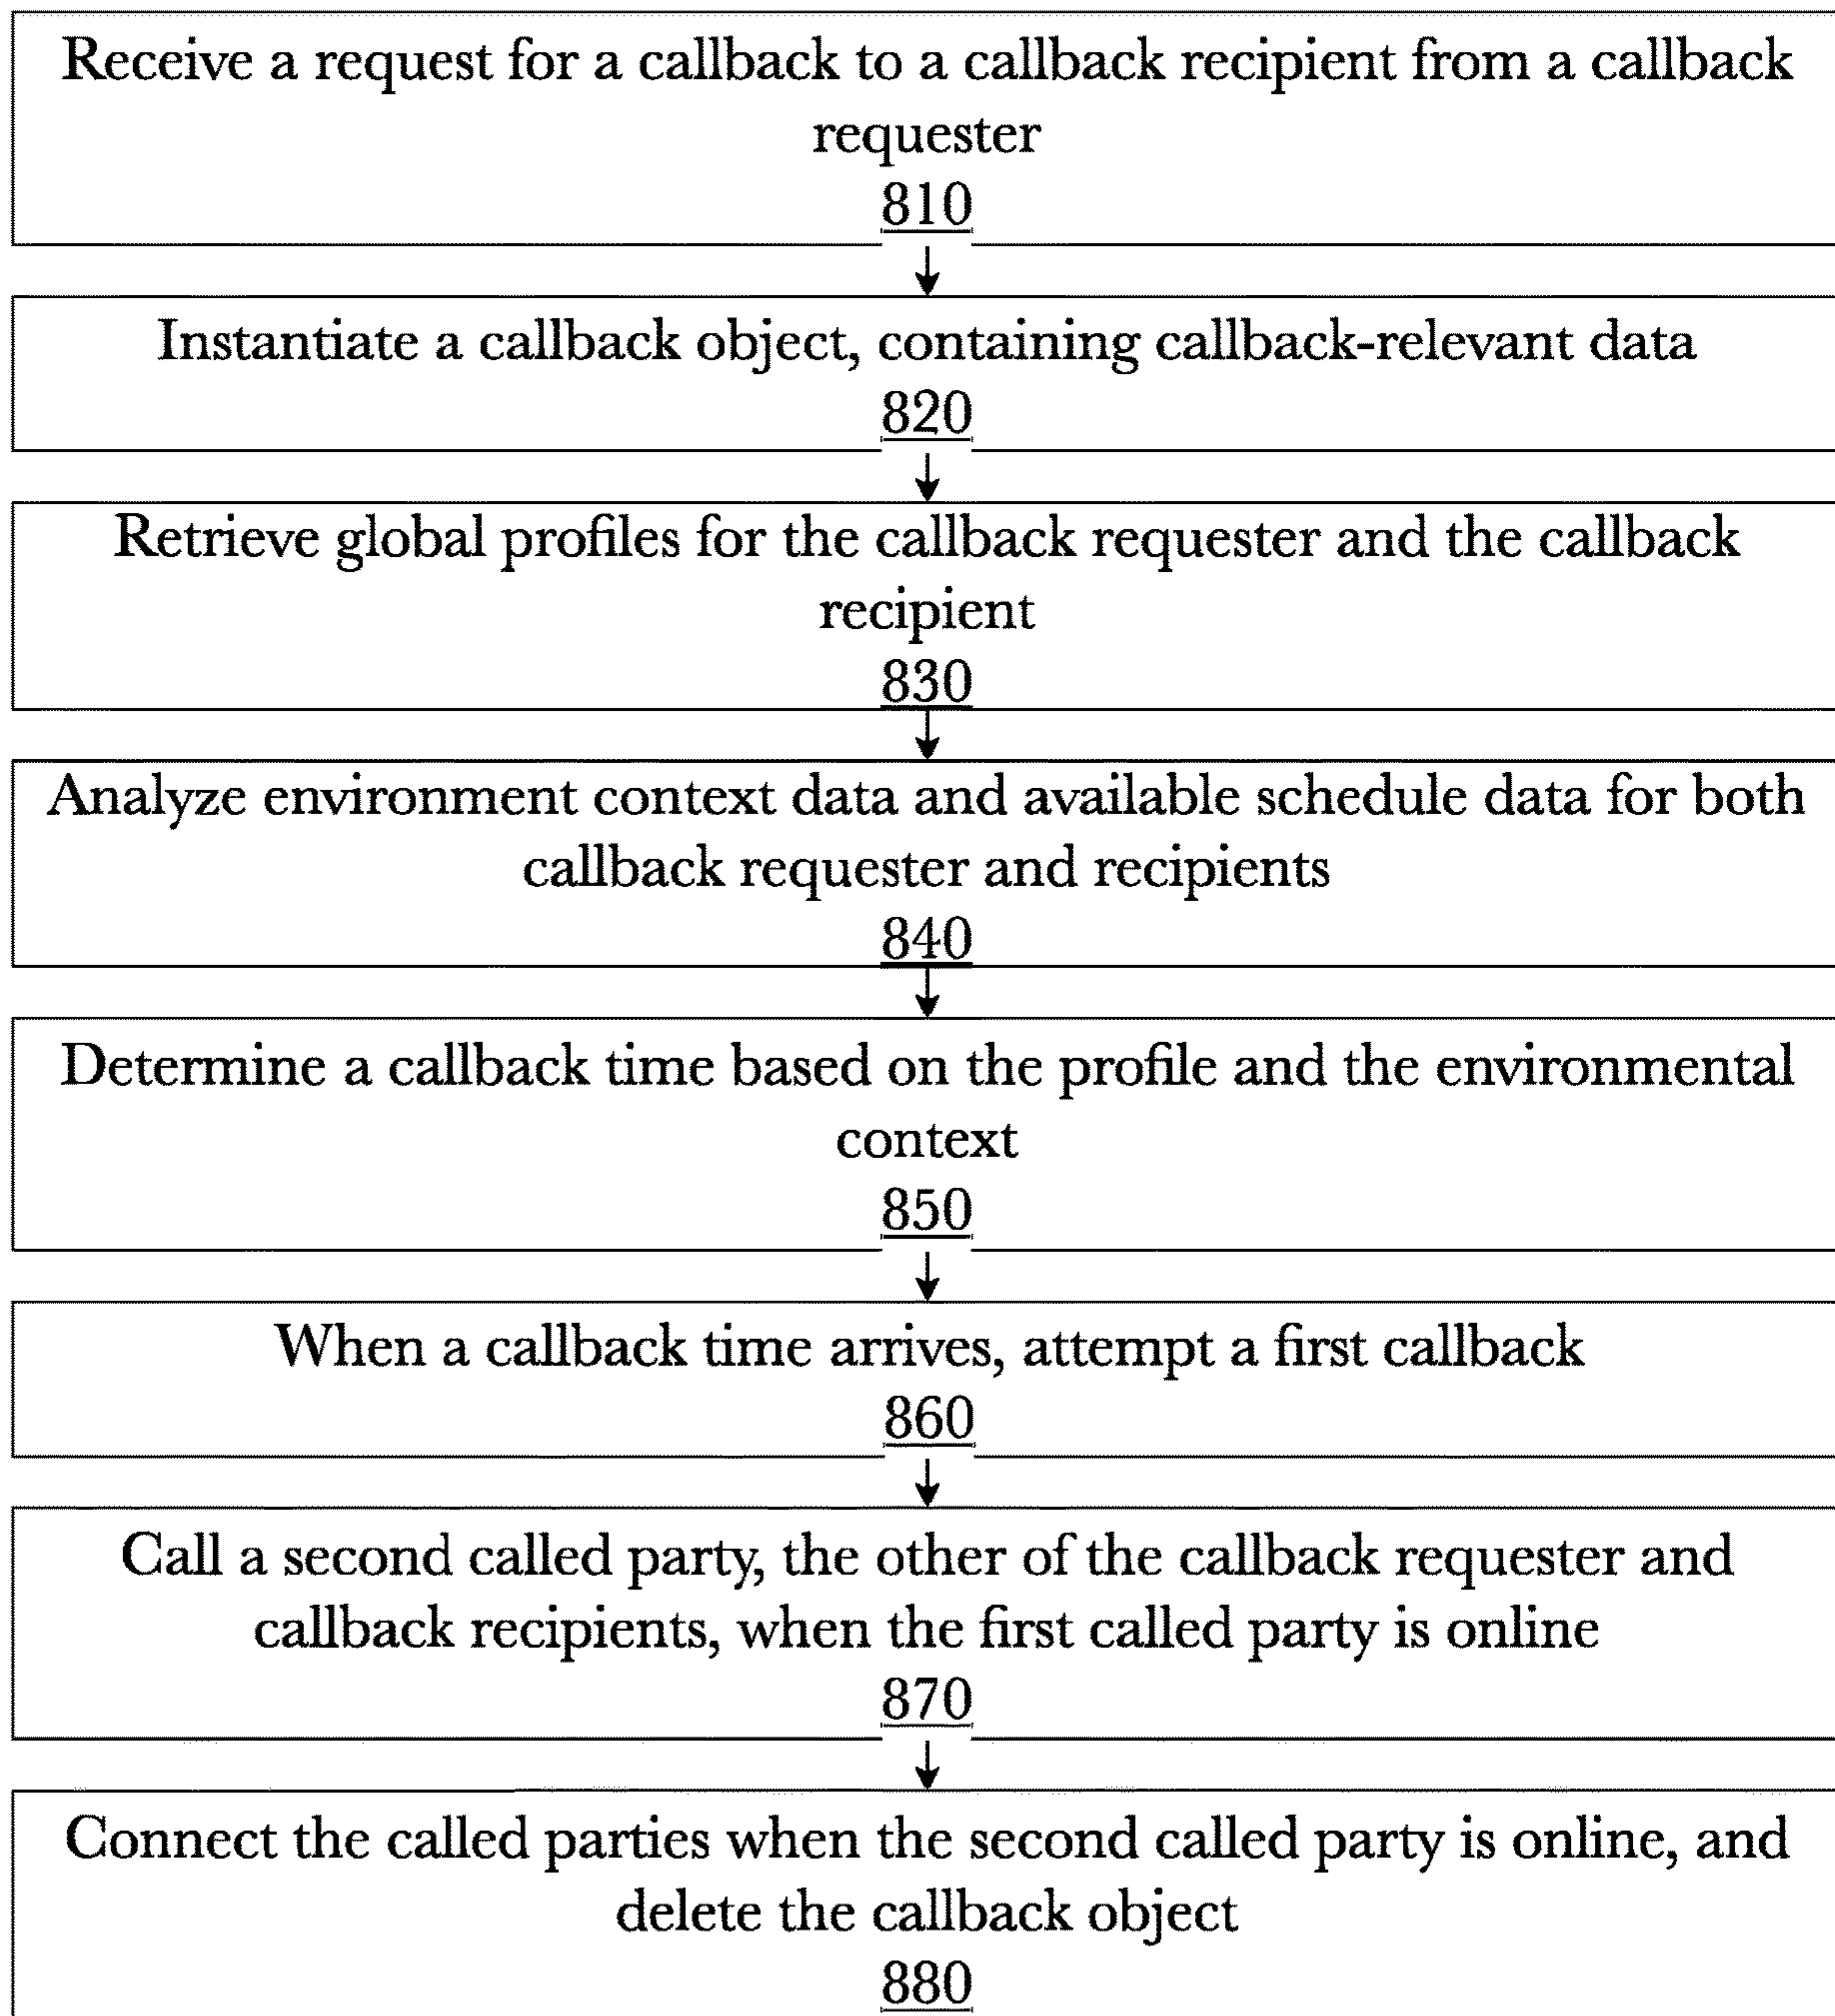 Receive a request for a callback to a callback recipient from a callback
requester
810
Instantiate a callback object, containing callback-relevant data
820
Retrieve global profiles for the callback requester and the callback
recipient
830
Analyze environment context data and available schedule data for both
callback requester and recipients
840
Determine a callback time based on the profile and the environmental
context
850
When a callback time arrives, attempt a first callback
860
Call a second called party, the other of the callback requester and
callback recipients, when the first called party is online
870
Connect the called parties when the second called party is online, and
delete the callback object
880